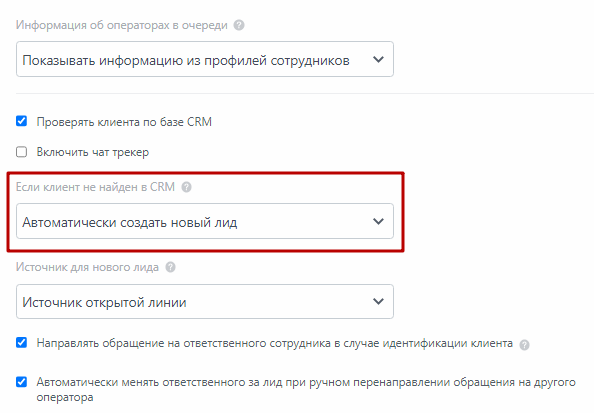 Информация об операторах в очереди ?
Показывать информацию из профилей сотрудников
Проверять клиента по базе CRM
Включить чат трекер
Если клиент не найден в CRM ?
Автоматически создать новый лид
Источник для нового лида ?
Источник открытой линии
Направлять обращение на ответственного сотрудника в случае идентификации клиента ?
Автоматически менять ответственного за лид при ручном перенаправлении обращения на другого
оператора